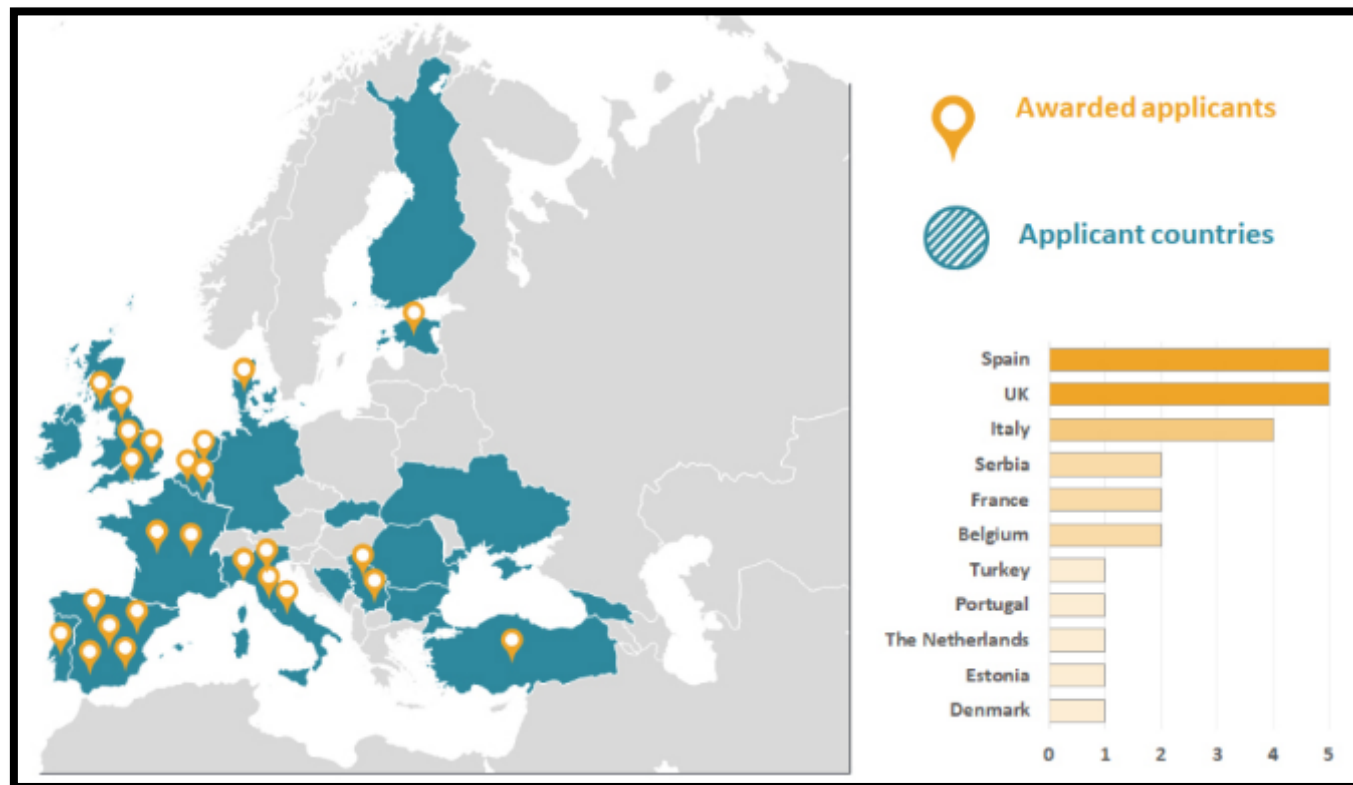 Awarded applicants
Applicant countries
Spain
UK
Italy
Serbia
France
Belgium
Turkey
Portugal
The Netherlands
Estonia
Denmark
0 1 2 3 4 5